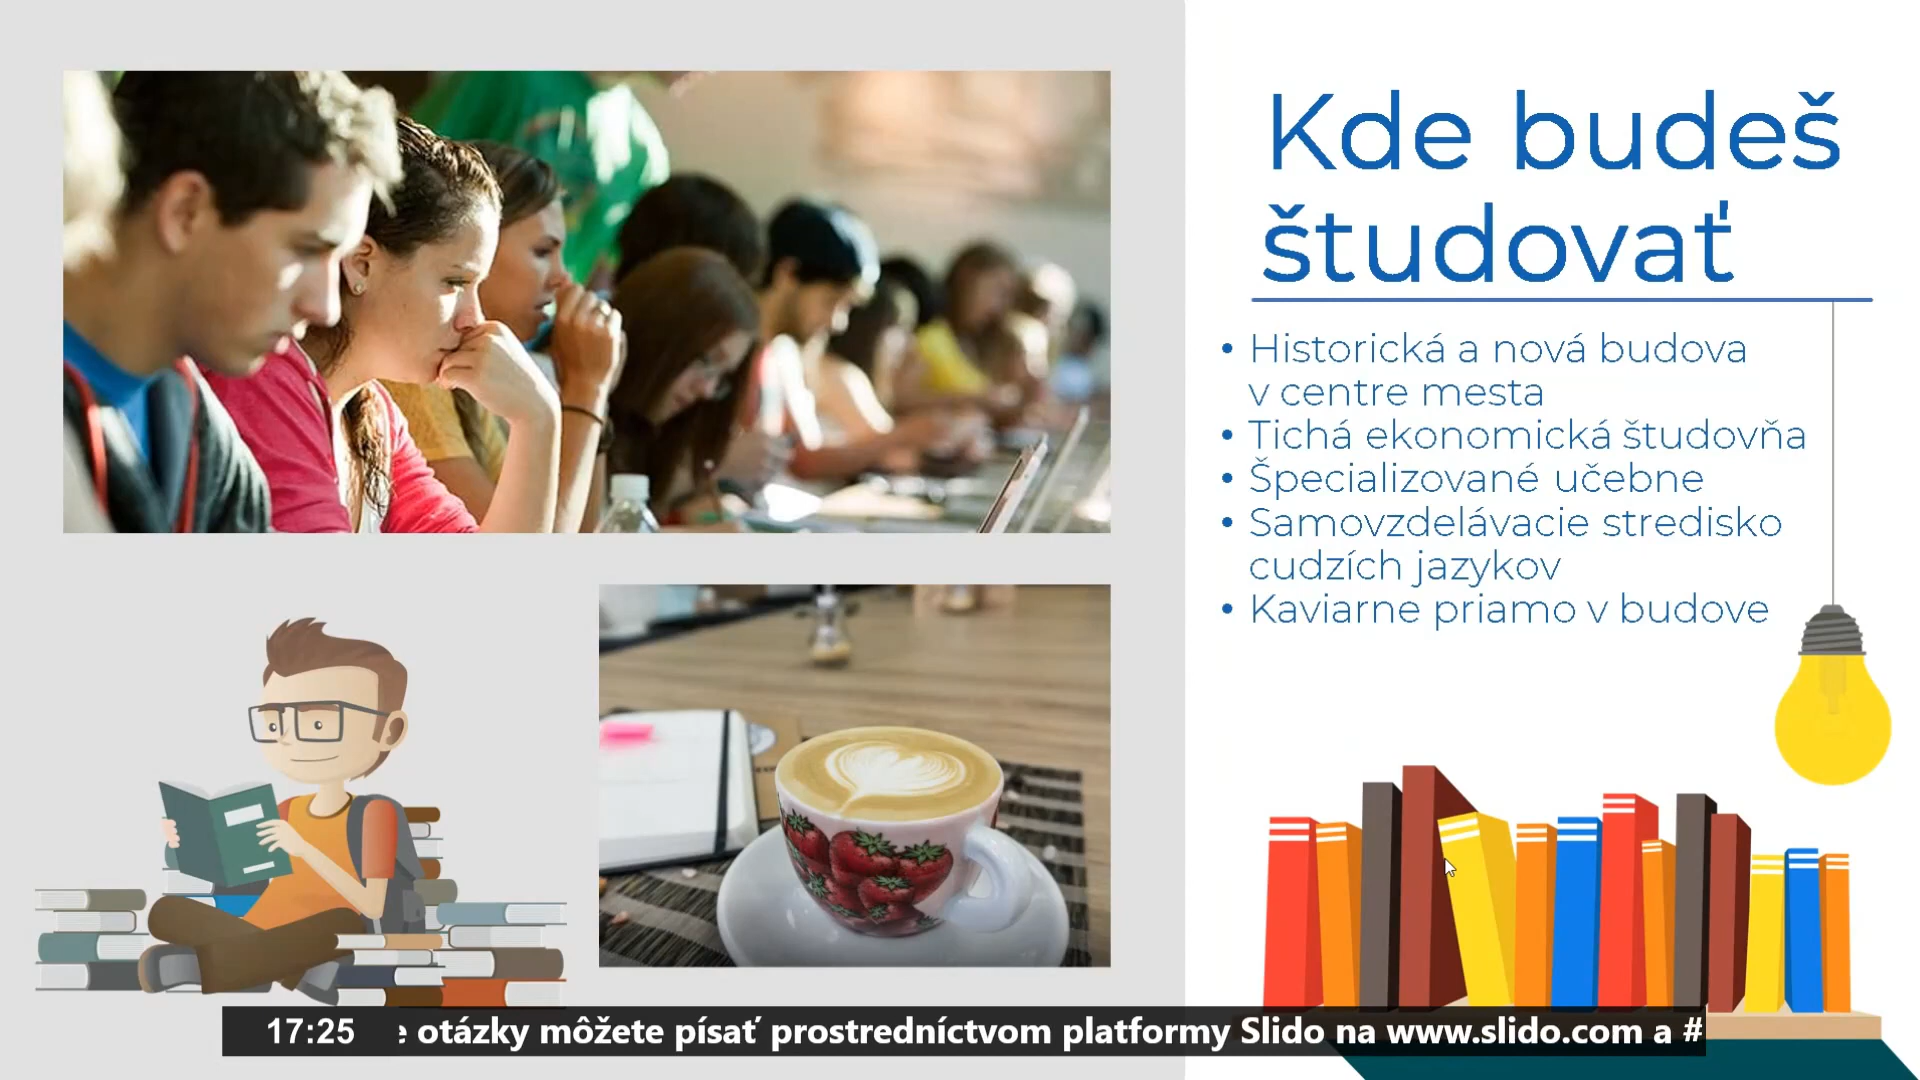 Kde budeš
študovať
• Historická a nová budova
v centre mesta
• Tichá ekonomická študovňa
• Špecializované učebne
• Samovzdelávacie stredisko
cudzích jazykov
• Kaviarne priamo v budove
17:25 otázky môžete písať prostredníctvom platformy Slido na www.slido.com a #